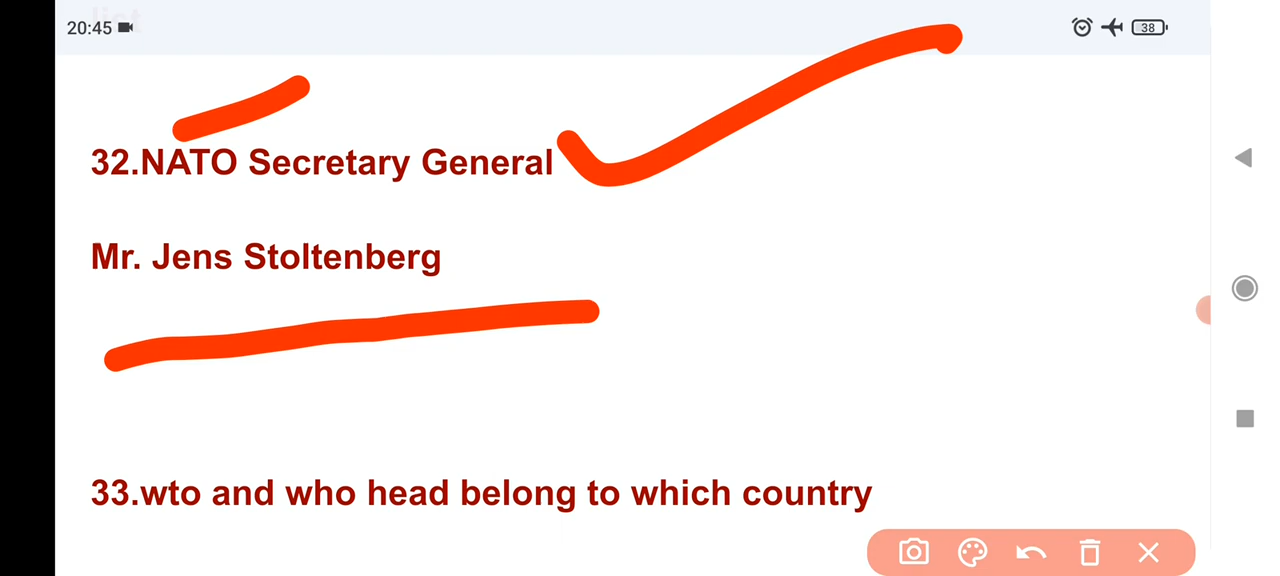 list
20:45
38
32.NATO Secretary General
Mr. Jens Stoltenberg
33.wto and who head belong to which country